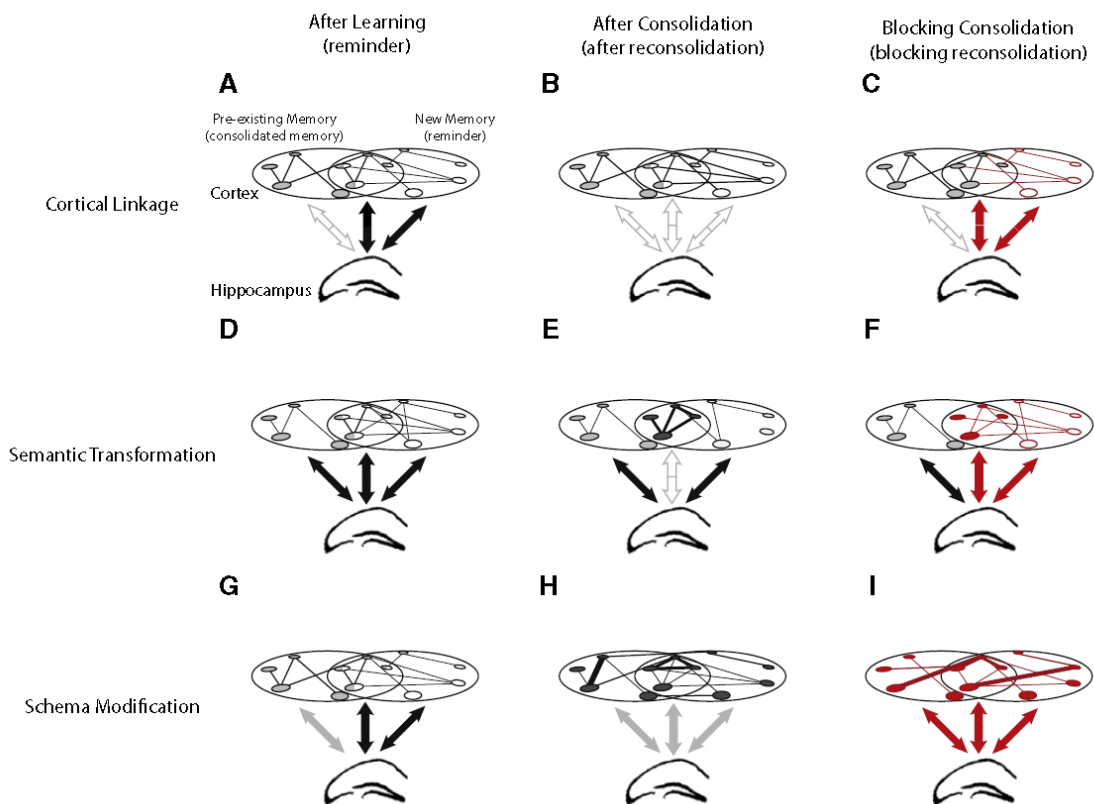 After Learning
(reminder)
After Consolidation
(after reconsolidation)
Blocking Consolidation
(blocking reconsolidation)
A
B
C
Pre-existing Memory
(consolidated memory)
New Memory
(reminder)
Cortical Linkage
Cortex
Hippocampus
D
E
F
Semantic Transformation
G
H
I
Schema Modification